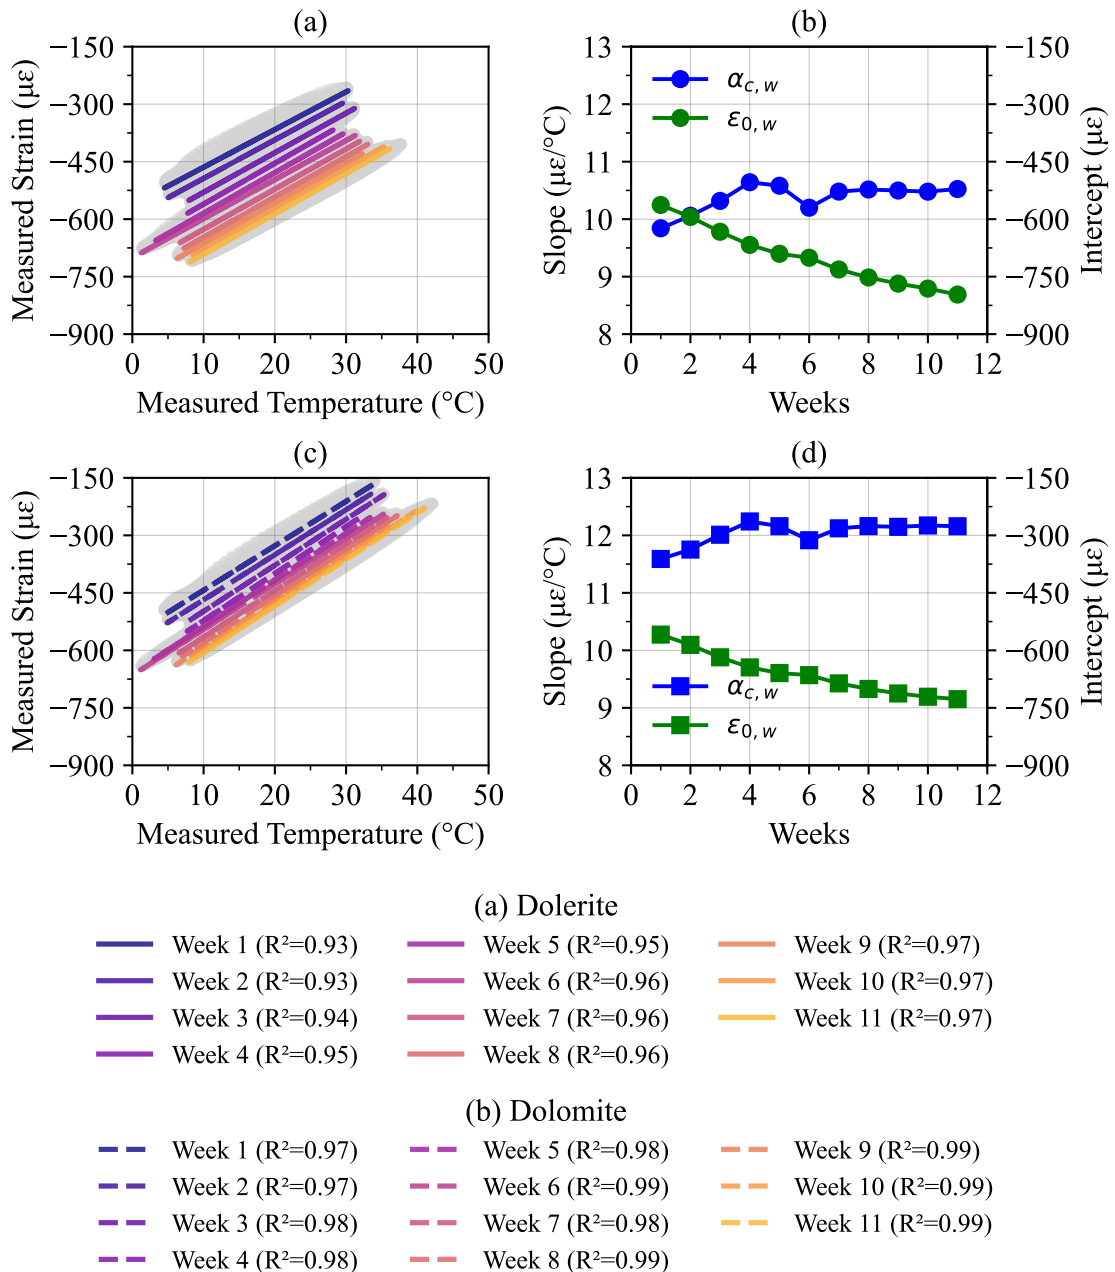 (a)
Measured Strain (με)
−150
−300
−450
−600
−750
−900
0
10
20
30
40
50
Measured Temperature (°C)
(b)
Slope (με/°C)
13
12
11
10
9
8
α_{c, w}
ε_{0, w}
−150
−300
−450
−600
−750
−900
Intercept (με)
0
2
4
6
8
10
12
Weeks
(c)
Measured Strain (με)
−150
−300
−450
−600
−750
−900
0
10
20
30
40
50
Measured Temperature (°C)
(d)
Slope (με/°C)
13
12
11
10
9
8
α_{c, w}
ε_{0, w}
−150
−300
−450
−600
−750
−900
Intercept (με)
0
2
4
6
8
10
12
Weeks
(a) Dolerite
Week 1 (R²=0.93)
Week 2 (R²=0.93)
Week 3 (R²=0.94)
Week 4 (R²=0.95)
Week 5 (R²=0.95)
Week 6 (R²=0.96)
Week 7 (R²=0.96)
Week 8 (R²=0.96)
Week 9 (R²=0.97)
Week 10 (R²=0.97)
Week 11 (R²=0.97)
(b) Dolomite
Week 1 (R²=0.97)
Week 2 (R²=0.97)
Week 3 (R²=0.98)
Week 4 (R²=0.98)
Week 5 (R²=0.98)
Week 6 (R²=0.99)
Week 7 (R²=0.98)
Week 8 (R²=0.99)
Week 9 (R²=0.99)
Week 10 (R²=0.99)
Week 11 (R²=0.99)